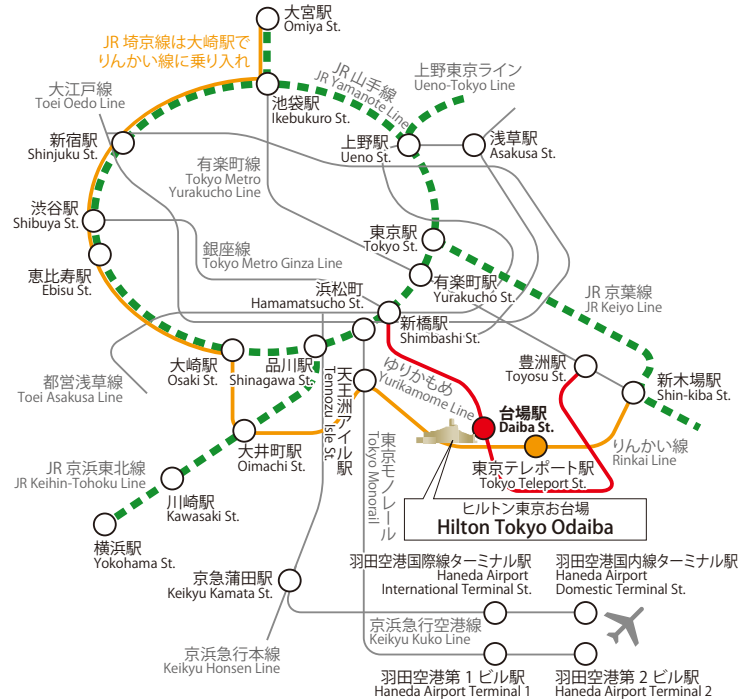 大宮駅
Omiya St.
JR 埼京線は大崎駅で
りんかい線に乗り入れ
JR 山手線
JR Yamanote Line
上野東京ライン
Ueno-Tokyo Line
大江戸線
Toei Oedo Line
池袋駅
Ikebukuro St.
新宿駅
Shinjuku St.
上野駅
Ueno St.
浅草駅
Asakusa St.
有楽町線
Tokyo Metro
Yurakucho Line
渋谷駅
Shibuya St.
東京駅
Tokyo St.
銀座線
Tokyo Metro Ginza Line
恵比寿駅
Ebisu St.
浜松町
Hamamatsucho St.
有楽町駅
Yurakucho St.
JR 京葉線
JR Keiyo Line
新橋駅
Shimbashi St.
大崎駅
Osaki St.
品川駅
Shinagawa St.
豊洲駅
Toyosu St.
新木場駅
Shin-kiba St.
都営浅草線
Toei Asakusa Line
天王洲アイル駅
Tennozu Isle St.
ゆりかもめ
Yurikamome Line
台場駅
Daiba St.
大井町駅
Oimachi St.
東京モノレール
Tokyo Monorail
りんかい線
Rinkai Line
東京テレポート駅
Tokyo Teleport St.
JR 京浜東北線
JR Keihin-Tohoku Line
川崎駅
Kawasaki St.
ヒルトン東京お台場
Hilton Tokyo Odaiba
横浜駅
Yokohama St.
京急蒲田駅
Keikyu Kamata St.
羽田空港国際線ターミナル駅
Haneda Airport
International Terminal St.
羽田空港国内線ターミナル駅
Haneda Airport
Domestic Terminal St.
京浜急行空港線
Keikyu Kuko Line
京浜急行本線
Keikyu Honsen Line
羽田空港第 1 ビル駅
Haneda Airport Terminal 1
羽田空港第 2 ビル駅
Haneda Airport Terminal 2